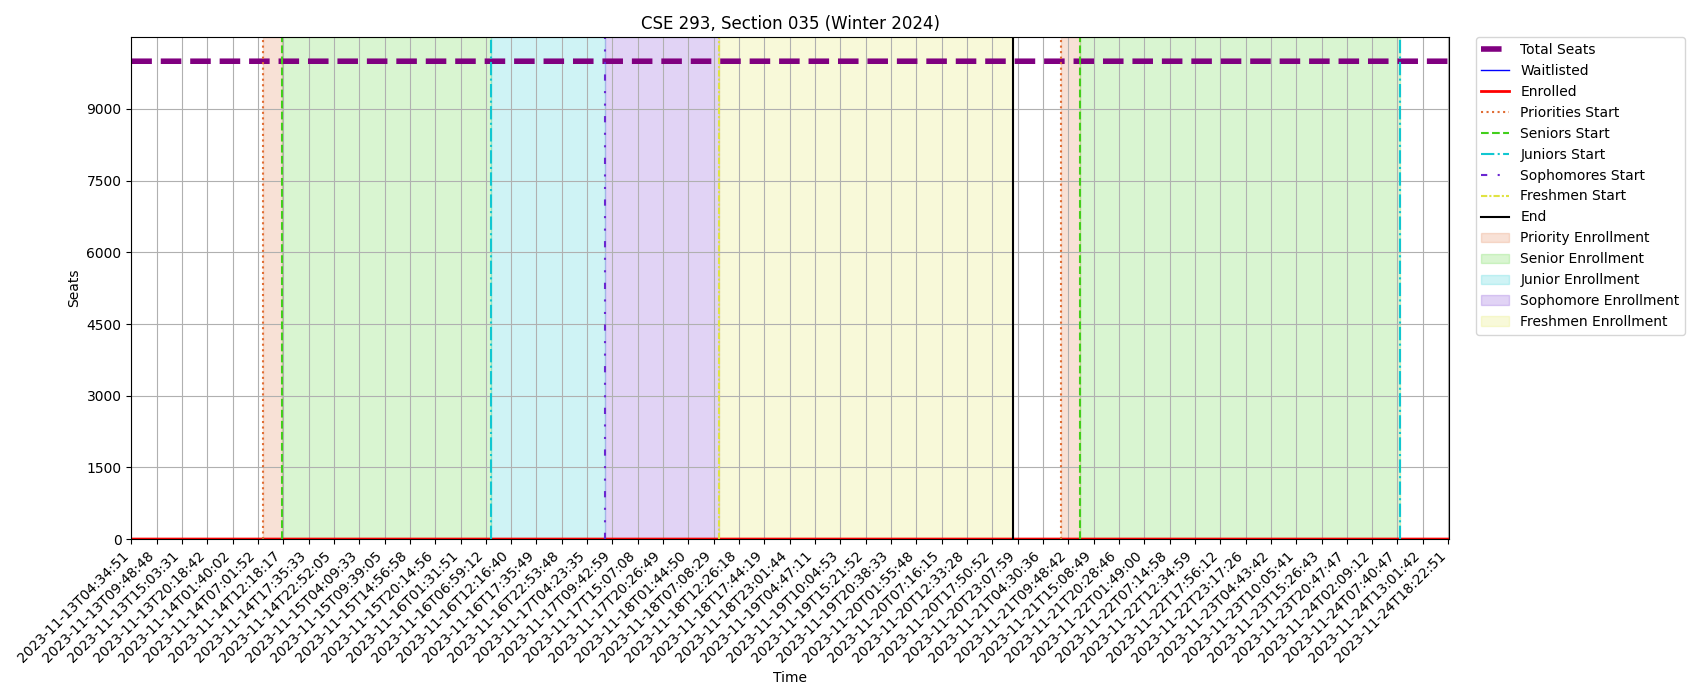 CSE 293, Section 035 (Winter 2024)
Seats
9000
7500
6000
4500
3000
1500
0
2023-11-13T04:34:51
2023-11-13T09:48:48
2023-11-13T15:03:31
2023-11-13T20:18:42
2023-11-14T01:40:02
2023-11-14T07:01:52
2023-11-14T12:18:17
2023-11-14T17:35:33
2023-11-14T22:52:05
2023-11-15T04:09:33
2023-11-15T09:39:05
2023-11-15T14:56:58
2023-11-15T20:14:56
2023-11-16T01:31:51
2023-11-16T06:59:12
2023-11-16T12:16:40
2023-11-16T17:35:49
2023-11-16T22:53:48
2023-11-17T04:23:35
2023-11-17T09:42:59
2023-11-17T15:07:08
2023-11-17T20:26:49
2023-11-18T01:44:50
2023-11-18T07:08:29
2023-11-18T12:26:18
2023-11-18T17:44:19
2023-11-18T23:01:44
2023-11-19T04:47:11
2023-11-19T10:04:53
2023-11-19T15:21:52
2023-11-19T20:38:33
2023-11-20T01:55:48
2023-11-20T07:16:15
2023-11-20T12:33:28
2023-11-20T17:50:52
2023-11-20T23:07:59
2023-11-21T04:30:36
2023-11-21T09:48:42
2023-11-21T15:08:49
2023-11-21T20:28:46
2023-11-22T01:49:00
2023-11-22T07:14:58
2023-11-22T12:34:59
2023-11-22T17:56:12
2023-11-22T23:17:26
2023-11-23T04:43:42
2023-11-23T10:05:41
2023-11-23T15:26:43
2023-11-23T20:47:47
2023-11-24T02:09:12
2023-11-24T07:40:47
2023-11-24T13:01:42
2023-11-24T18:22:51
Time
Total Seats
Waitlisted
Enrolled
Priorities Start
Seniors Start
Juniors Start
Sophomores Start
Freshmen Start
End
Priority Enrollment
Senior Enrollment
Junior Enrollment
Sophomore Enrollment
Freshmen Enrollment